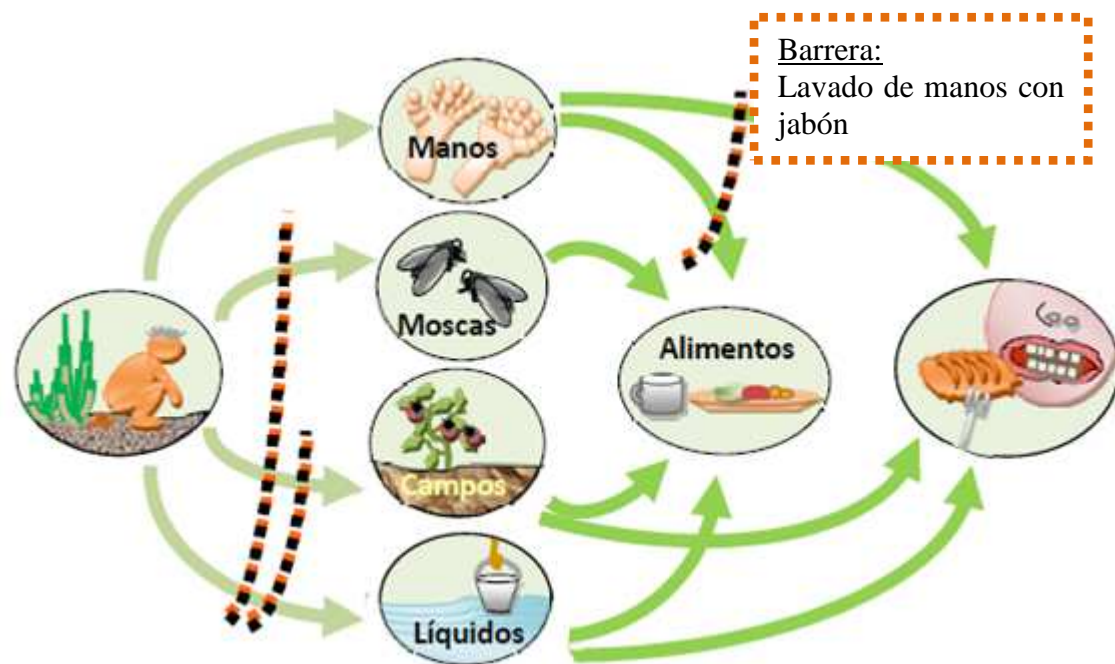 Barrera:
Lavado de manos con
jabón
Manos
Moscas
Alimentos
Campos
Líquidos